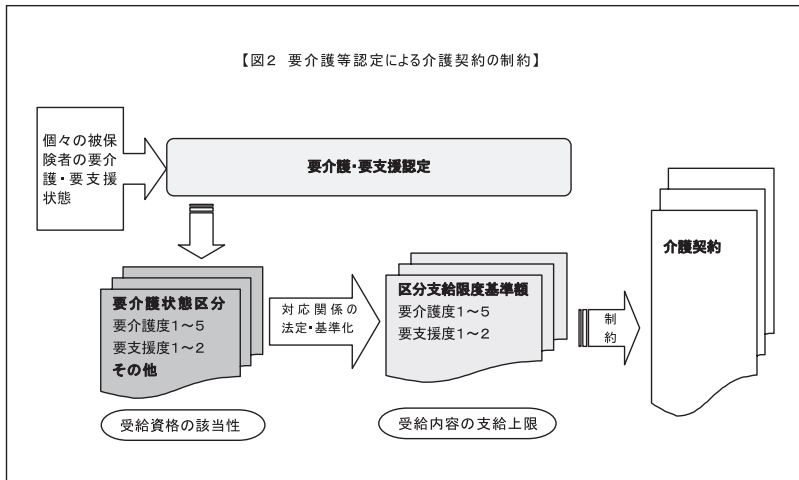 【図2 要介護等認定による介護契約の制約】
個々の被保
険者の要介
護・要支援
状態
要介護・要支援認定
要介護状態区分
要介護度1～5
要支援度1～2
その他
対応関係の
法定・基準化
区分支給限度基準額
要介護度1～5
要支援度1～2
制
約
介護契約
受給資格の該当性
受給内容の支給上限